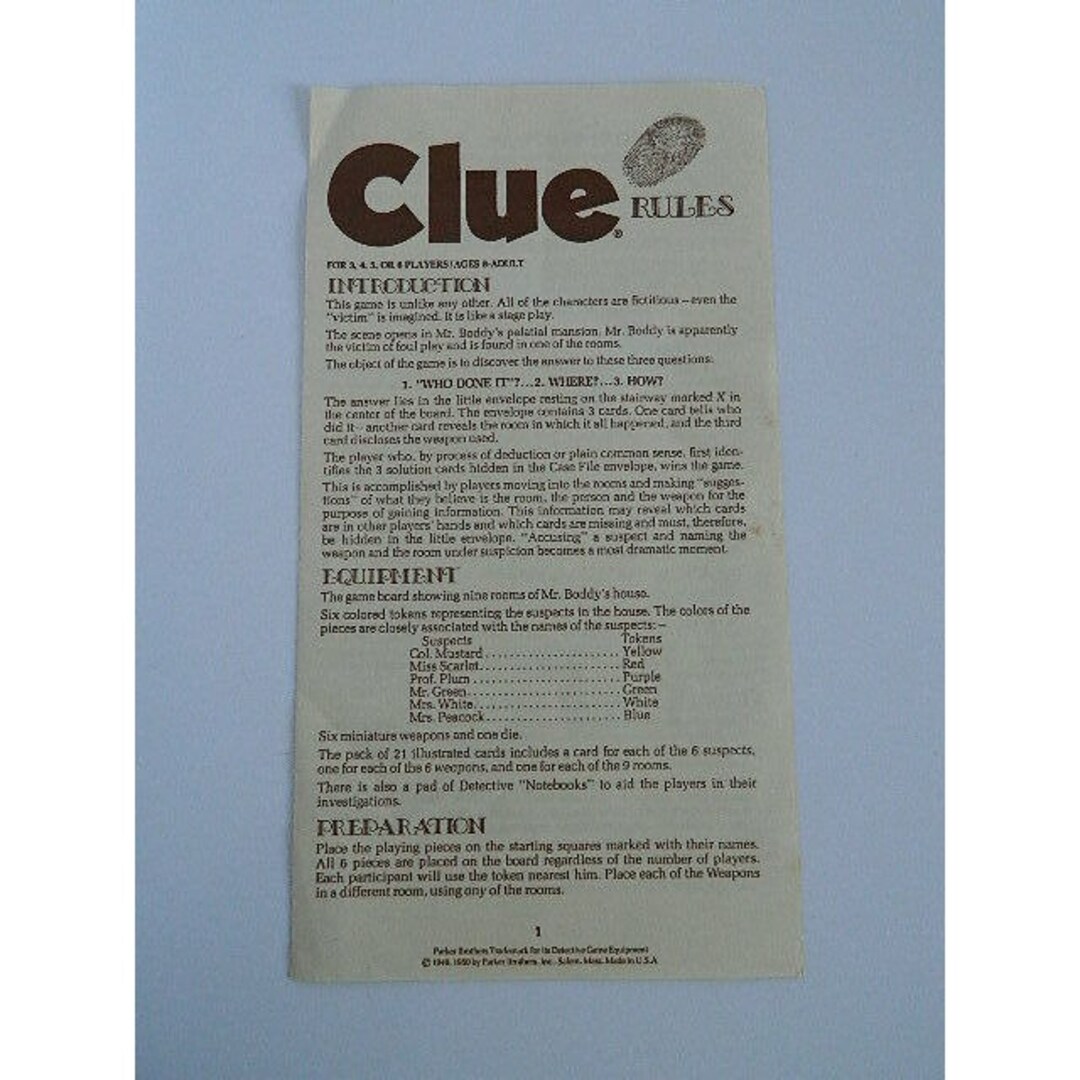 Clue® RULES
FOR 3, 4, 5, OR 6 PLAYERS/AGES 8-ADULT
INTRODUCTION
This game is unlike any other. All of the characters are fictitious – even the
"victim" is imagined. It is like a stage play.
The scene opens in Mr. Boddy's palatial mansion. Mr. Boddy is apparently
the victim of foul play and is found in one of the rooms.
The object of the game is to discover the answer to these three questions:
1. "WHO DONE IT"?...2. WHERE?...3. HOW?
The answer lies in the little envelope resting on the stairway marked X in
the center of the board. The envelope contains 3 cards. One card tells who
did it – another card reveals the room in which it all happened, and the third
card discloses the weapon used.
The player who, by process of deduction or plain common sense, first iden-
tifies the 3 solution cards hidden in the Case File envelope, wins the game.
This is accomplished by players moving into the rooms and making "sugges-
tions" of what they believe is the room, the person and the weapon for the
purpose of gaining information. This information may reveal which cards
are in other players' hands and which cards are missing and must, therefore,
be hidden in the little envelope. "Accusing" a suspect and naming the
weapon and the room under suspicion becomes a most dramatic moment.
EQUIPMENT
The game board showing nine rooms of Mr. Boddy's house.
Six colored tokens representing the suspects in the house. The colors of the
pieces are closely associated with the names of the suspects: –
Suspects Tokens
Col. Mustard ...................... Yellow
Miss Scarlet ...................... Red
Prof. Plum ...................... Purple
Mr. Green ...................... Green
Mrs. White ...................... White
Mrs. Peacock ...................... Blue
Six miniature weapons and one die.
The pack of 21 illustrated cards includes a card for each of the 6 suspects,
one for each of the 6 weapons, and one for each of the 9 rooms.
There is also a pad of Detective "Notebooks" to aid the players in their
investigations.
PREPARATION
Place the playing pieces on the starting squares marked with their names.
All 6 pieces are placed on the board regardless of the number of players.
Each participant will use the token nearest him. Place each of the Weapons
in a different room, using any of the rooms.
1
Parker Brothers Trademark for its Detective Game Equipment
© 1949, 1960 by Parker Brothers, Inc., Salem, Mass. Made in U.S.A